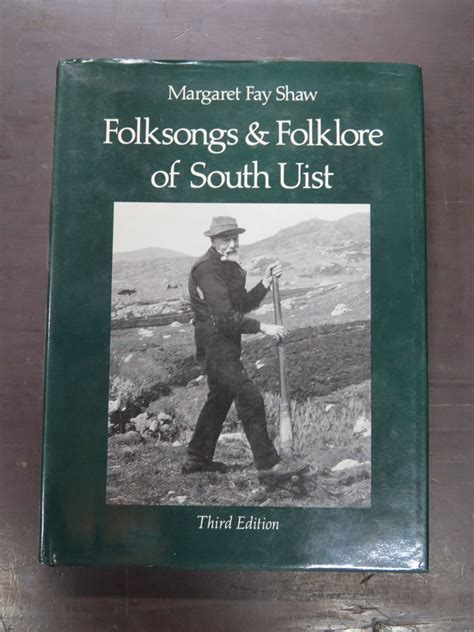 Margaret Fay Shaw
Folksongs & Folklore
of South Uist
Third Edition